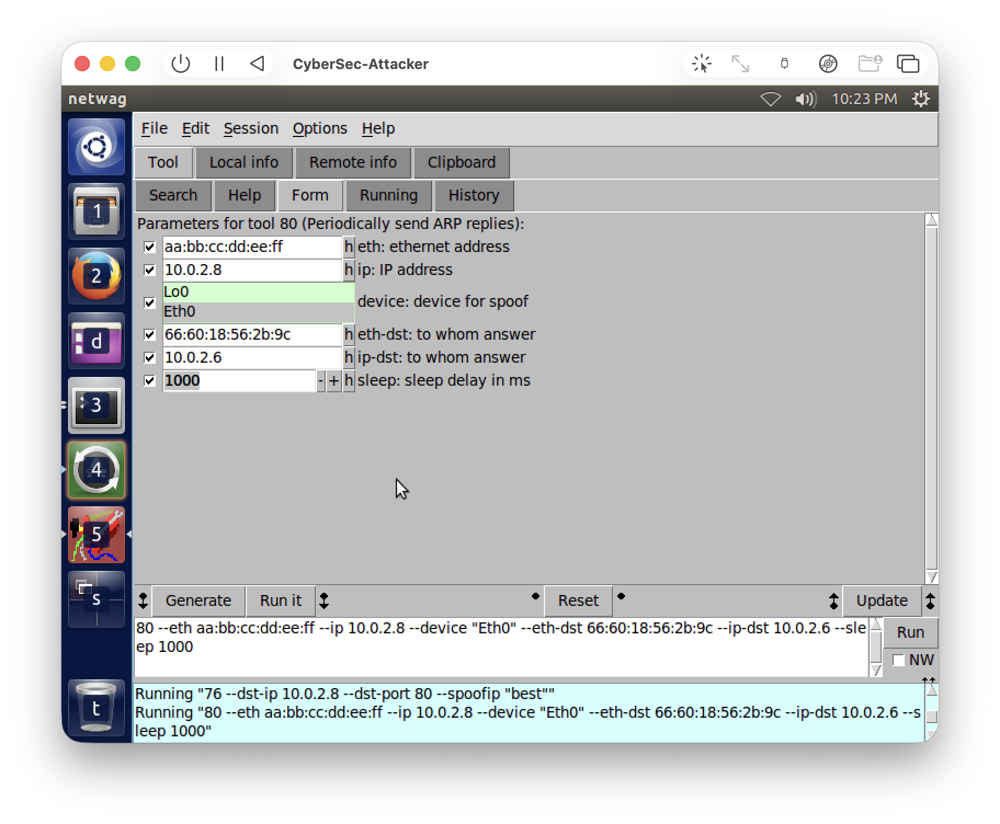 CyberSec-Attacker
netwag
10:23 PM
File Edit Session Options Help
Tool Local info Remote info Clipboard
Search Help Form Running History
Parameters for tool 80 (Periodically send ARP replies):
aa:bb:cc:dd:ee:ff h eth: ethernet address
10.0.2.8 h ip: IP address
Lo0
device: device for spoof
Eth0
66:60:18:56:2b:9c h eth-dst: to whom answer
10.0.2.6 h ip-dst: to whom answer
1000 - + h sleep: sleep delay in ms
1
2
d
3
4
5
s
t
Generate Run it Reset Update
80 --eth aa:bb:cc:dd:ee:ff --ip 10.0.2.8 --device "Eth0" --eth-dst 66:60:18:56:2b:9c --ip-dst 10.0.2.6 --sle
ep 1000
Run
NW
Running "76 --dst-ip 10.0.2.8 --dst-port 80 --spoofip "best""
Running "80 --eth aa:bb:cc:dd:ee:ff --ip 10.0.2.8 --device "Eth0" --eth-dst 66:60:18:56:2b:9c --ip-dst 10.0.2.6 --s
leep 1000"